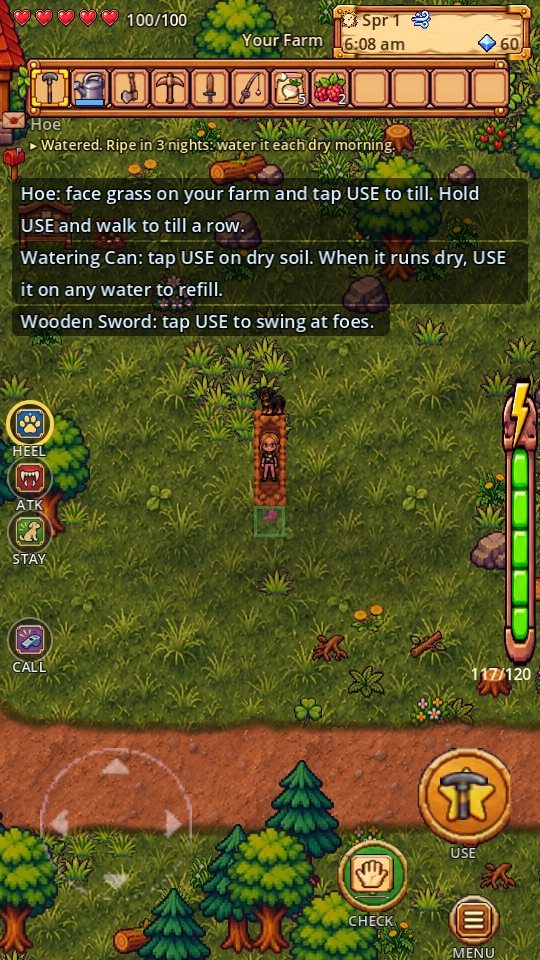 100/100
Spr 1
Your Farm
6:08 am
60
5
2
Hoe
▸ Watered. Ripe in 3 nights: water it each dry morning.
Hoe: face grass on your farm and tap USE to till. Hold
USE and walk to till a row.
Watering Can: tap USE on dry soil. When it runs dry, USE
it on any water to refill.
Wooden Sword: tap USE to swing at foes.
HEEL
ATK
STAY
CALL
117/120
USE
CHECK
MENU